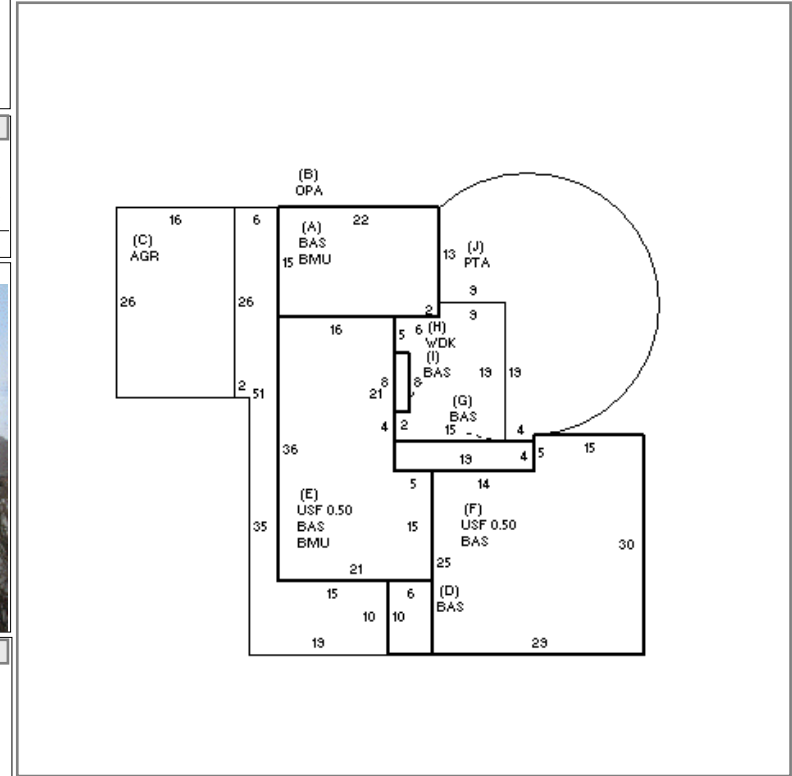 (B)
OPA
16
6
22
(C)
AGR
(A)
BAS
BMU
15
13
(J)
PTA
9
2
9
26
26
16
5
6
(H)
WDK
(I)
BAS
19
19
2
51
8
8
21
(G)
BAS
4
2
15
4
36
19
4
5
15
5
14
(E)
USF 0.50
BAS
BMU
(F)
USF 0.50
BAS
35
15
30
25
21
15
6
(D)
BAS
10
10
19
29